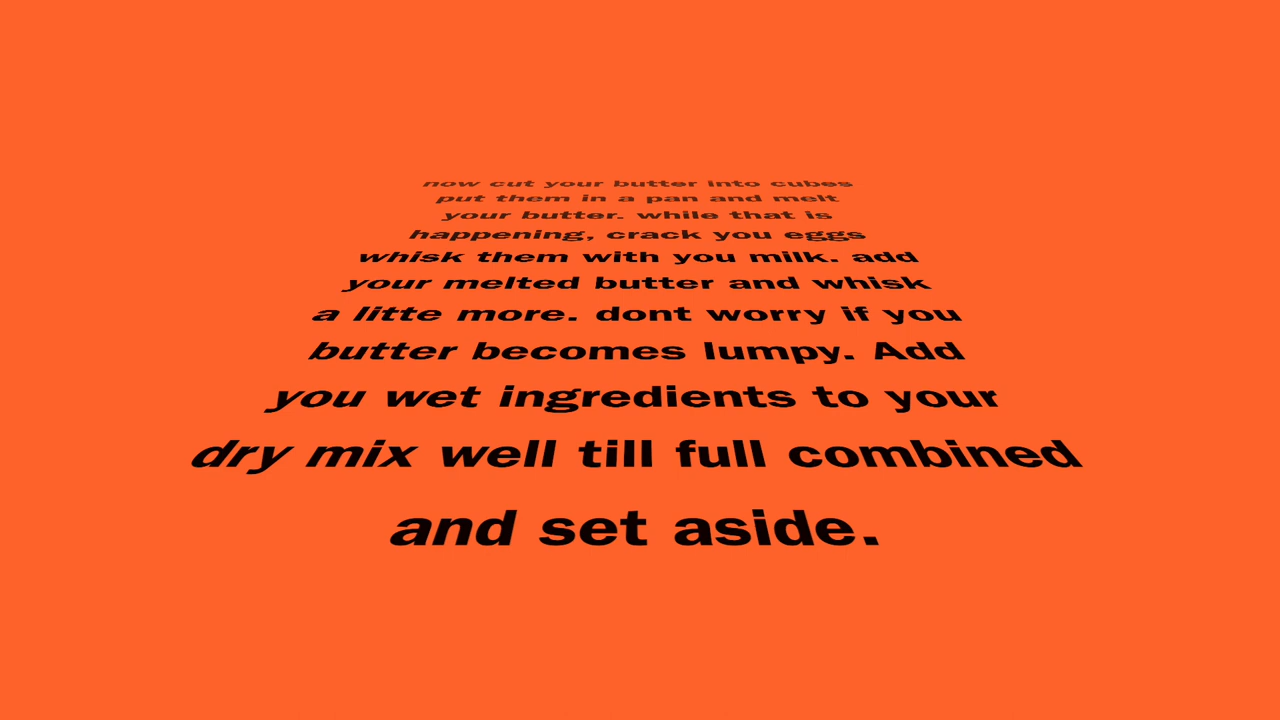 now cut your butter into cubes
put them in a pan and melt
your butter. while that is
happening, crack you eggs
whisk them with you milk. add
your melted butter and whisk
a litte more. dont worry if you
butter becomes lumpy. Add
you wet ingredients to your
dry mix well till full combined
and set aside.